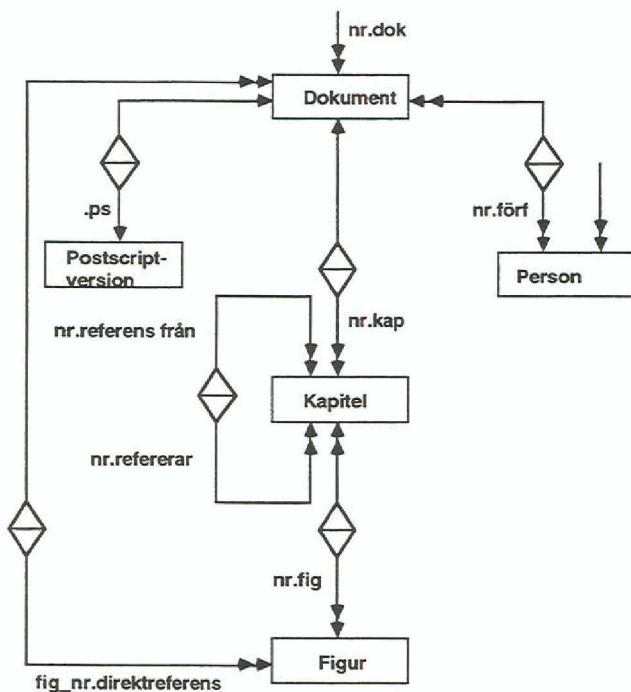 nr.dok
Dokument
.ps
nr.förf
Postscript-
version
Person
nr.referens från
nr.kap
Kapitel
nr.refererar
nr.fig
Figur
fig_nr.direktreferens